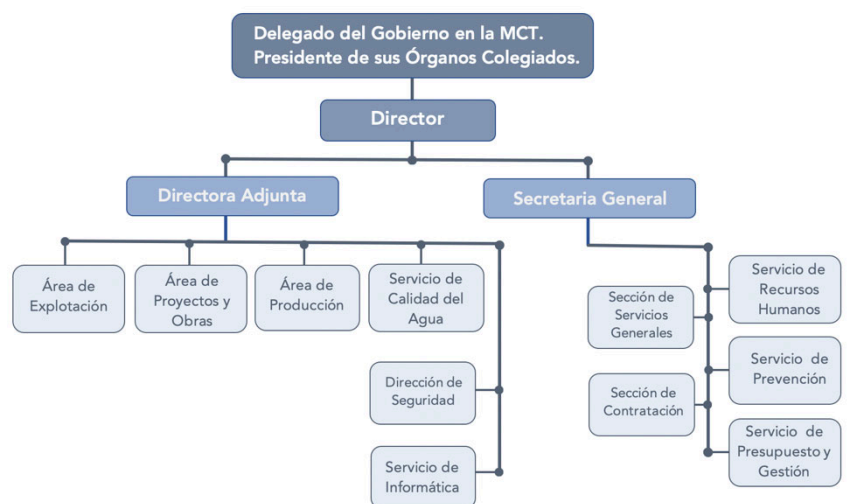 Delegado del Gobierno en la MCT.
Presidente de sus Órganos Colegiados.
Director
Directora Adjunta
Secretaria General
Área de
Explotación
Área de
Proyectos y
Obras
Área de
Producción
Servicio de
Calidad del
Agua
Dirección de
Seguridad
Servicio de
Informática
Sección de
Servicios
Generales
Sección de
Contratación
Servicio de
Recursos
Humanos
Servicio de
Prevención
Servicio de
Presupuesto y
Gestión